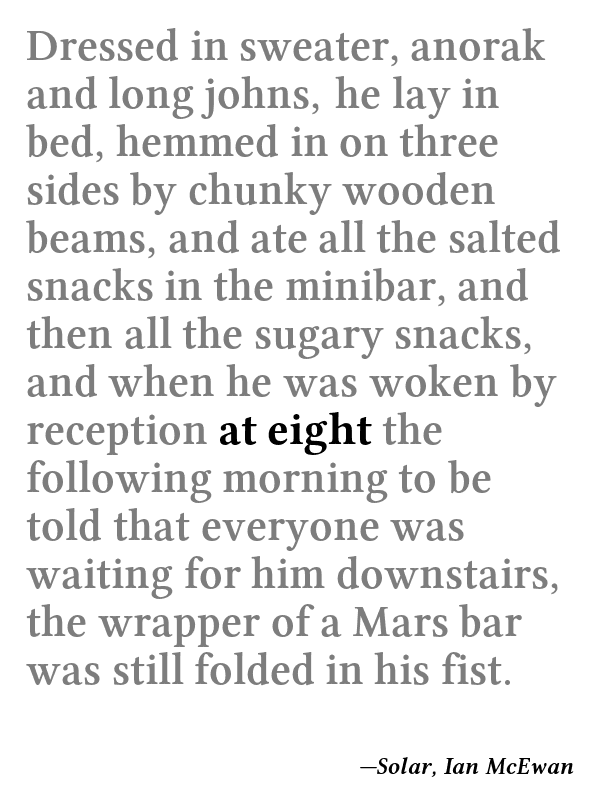 Dressed in sweater, anorak
and long johns, he lay in
bed, hemmed in on three
sides by chunky wooden
beams, and ate all the salted
snacks in the minibar, and
then all the sugary snacks,
and when he was woken by
reception at eight the
following morning to be
told that everyone was
waiting for him downstairs,
the wrapper of a Mars bar
was still folded in his fist.
—Solar, Ian McEwan